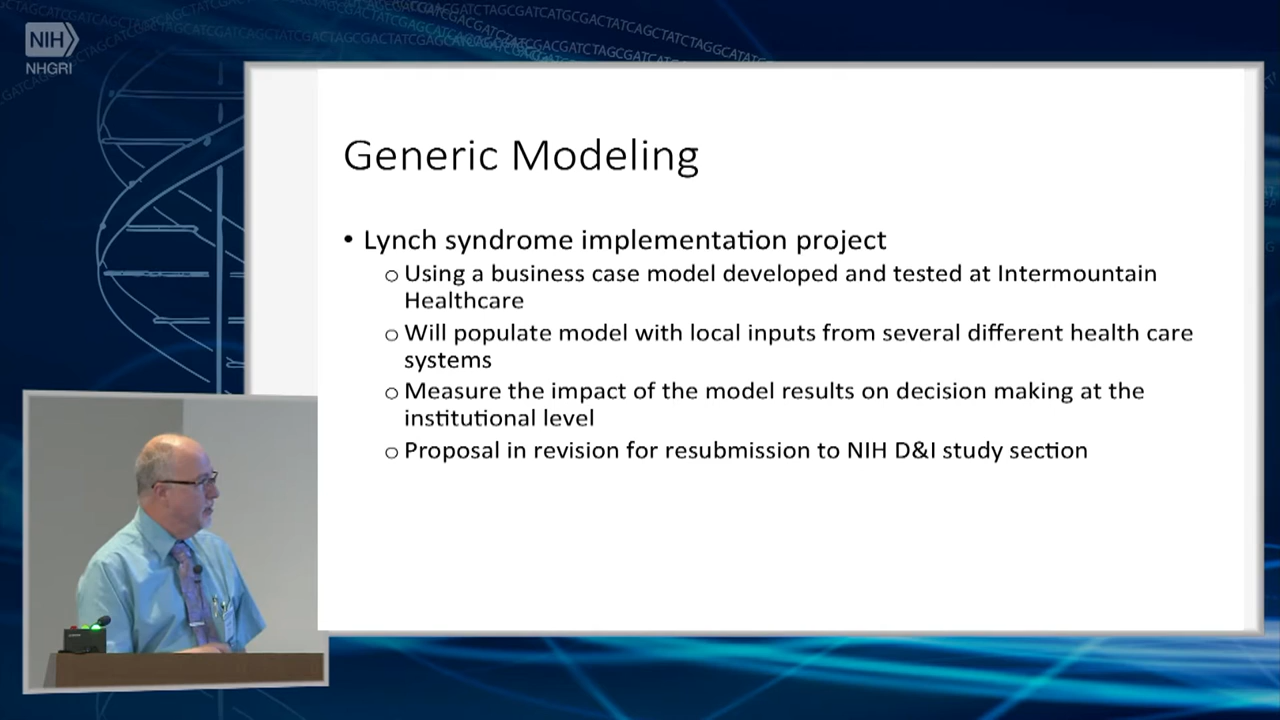 NIH
NHGRI
Generic Modeling
• Lynch syndrome implementation project
o Using a business case model developed and tested at Intermountain
Healthcare
o Will populate model with local inputs from several different health care
systems
o Measure the impact of the model results on decision making at the
institutional level
o Proposal in revision for resubmission to NIH D&I study section